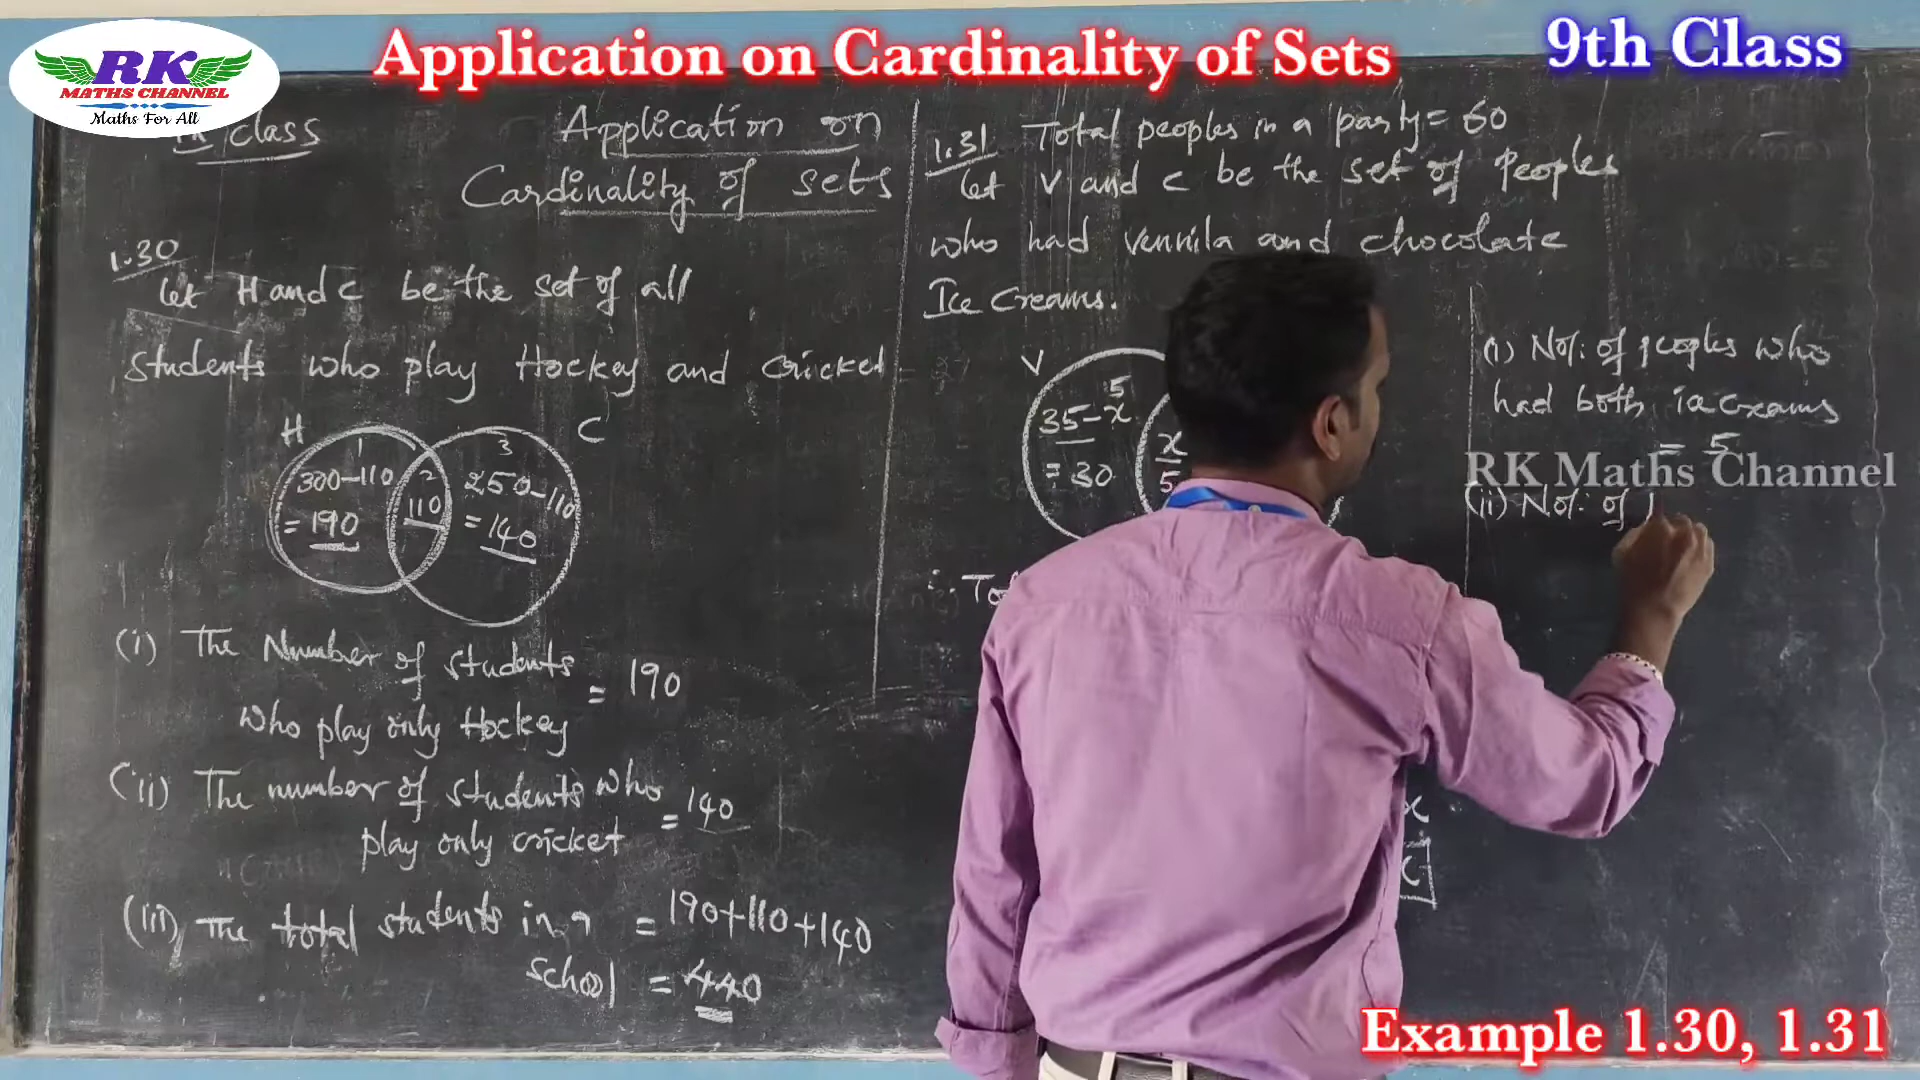 RK
MATHS CHANNEL
Maths For All
Application on Cardinality of Sets
9th Class
class
Application on
Cardinality of sets
1.30
let H and C be the set of all
students who play Hockey and cricket
H
C
1
2
3
300-110
= 190
110
250-110
= 140
(i) The Number of students
who play only Hockey
= 190
(ii) The number of students who
play only cricket
= 140
(iii) The total students in a
school
= 190+110+140
= 440
1.31
Total peoples in a party = 60
let V and C be the set of peoples
who had vennila and chocolate
Ice creams.
V
5
35-x
= 30
x
5
∴ To
x
(i) No: of peoples who
had both ice creams
= 5
(ii) No: of
RK Maths Channel
Example 1.30, 1.31